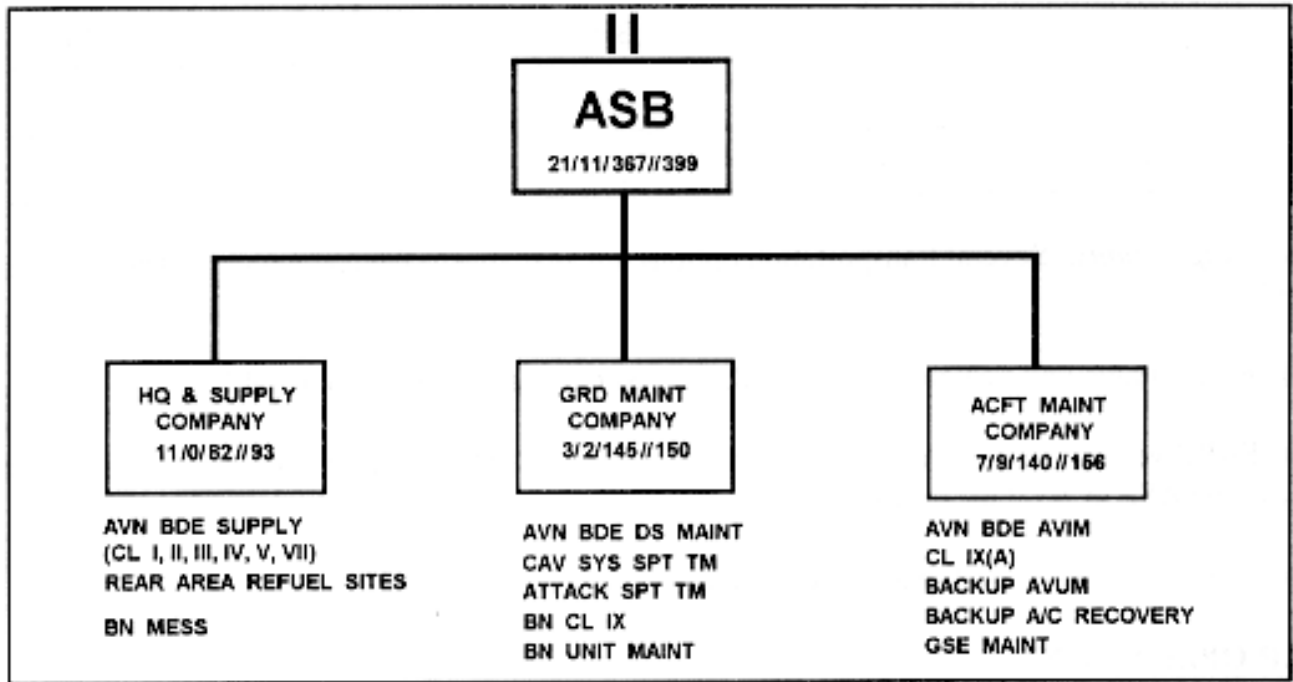 ASB
21/11/367//399
HQ & SUPPLY
COMPANY
11/0/82//93
GRD MAINT
COMPANY
3/2/145//150
ACFT MAINT
COMPANY
7/9/140//156
AVN BDE SUPPLY
(CL I, II, III, IV, V, VII)
REAR AREA REFUEL SITES
BN MESS
AVN BDE DS MAINT
CAV SYS SPT TM
ATTACK SPT TM
BN CL IX
BN UNIT MAINT
AVN BDE AVIM
CL IX(A)
BACKUP AVUM
BACKUP A/C RECOVERY
GSE MAINT